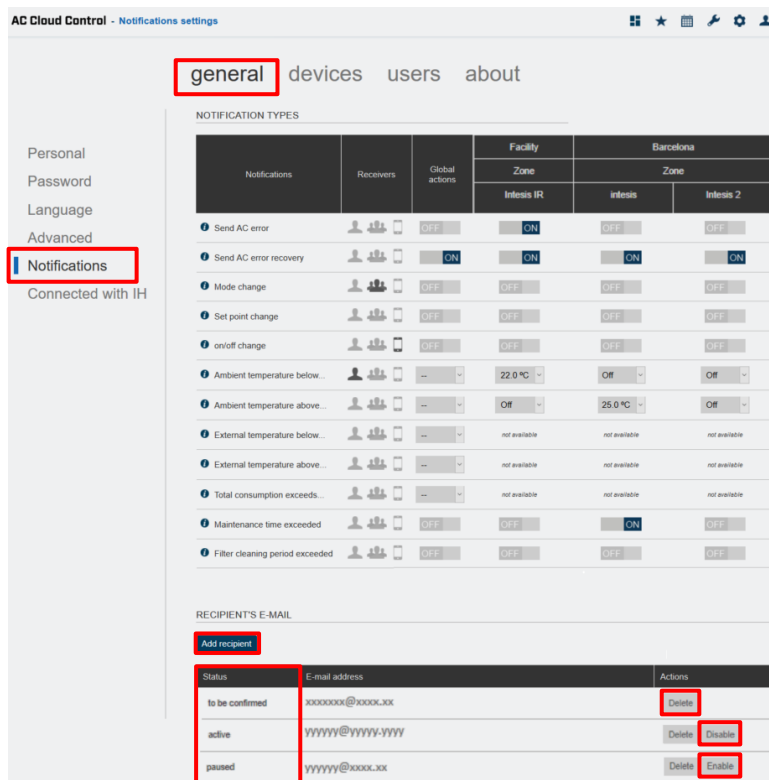 AC Cloud Control - Notifications settings
general devices users about
NOTIFICATION TYPES
Personal
Password
Language
Advanced
Notifications
Connected with IH
Notifications Receivers Global actions Facility Barcelona
Zone Zone
Intesis IR intesis Intesis 2
Send AC error OFF ON OFF OFF
Send AC error recovery ON ON ON ON
Mode change OFF OFF OFF OFF
Set point change OFF OFF OFF OFF
on/off change OFF OFF OFF OFF
Ambient temperature below... -- 22.0 ºC Off Off
Ambient temperature above... -- Off 25.0 ºC Off
External temperature below... -- not available not available not available
External temperature above... -- not available not available not available
Total consumption exceeds... -- not available not available not available
Maintenance time exceeded OFF OFF ON OFF
Filter cleaning period exceeded OFF OFF OFF OFF
RECIPIENT'S E-MAIL
Add recipient
Status E-mail address Actions
to be confirmed xxxxxxx@xxxx.xx Delete
active yyyyyy@yyyyy.yyyy Delete Disable
paused yyyyyy@xxxx.xx Delete Enable